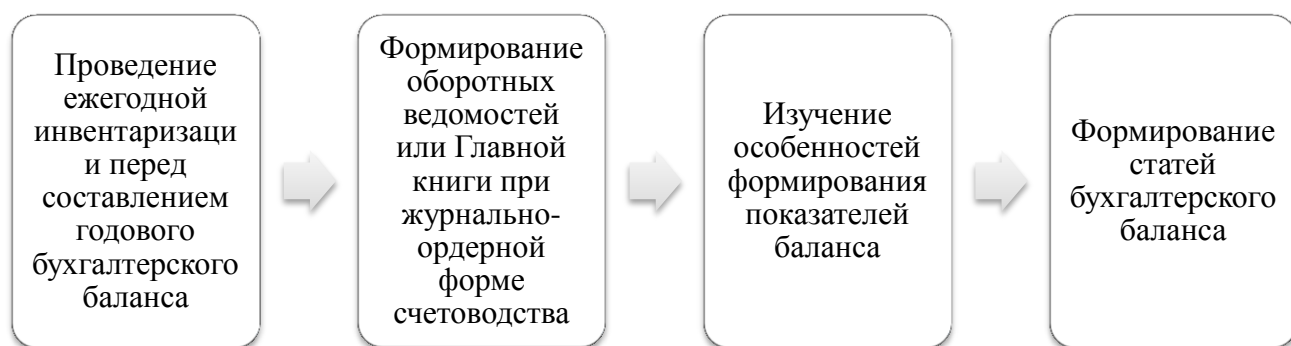 Проведение
ежегодной
инвентаризаци
и перед
составлением
годового
бухгалтерского
баланса
Формирование
оборотных
ведомостей
или Главной
книги при
журнально-
ордерной
форме
счетоводства
Изучение
особенностей
формирования
показателей
баланса
Формирование
статей
бухгалтерского
баланса